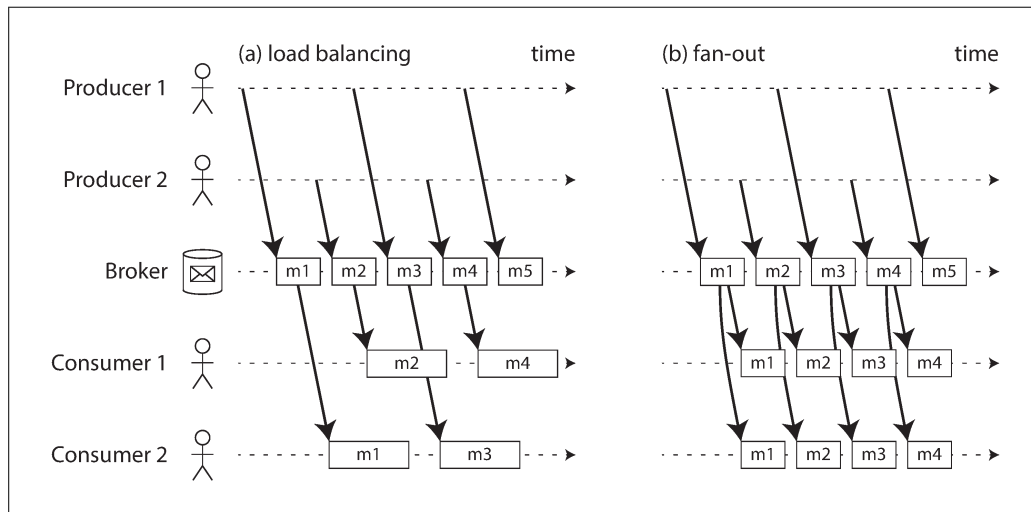 (a) load balancing time (b) fan-out time
Producer 1
Producer 2
Broker m1 m2 m3 m4 m5 m1 m2 m3 m4 m5
Consumer 1 m2 m4 m1 m2 m3 m4
Consumer 2 m1 m3 m1 m2 m3 m4